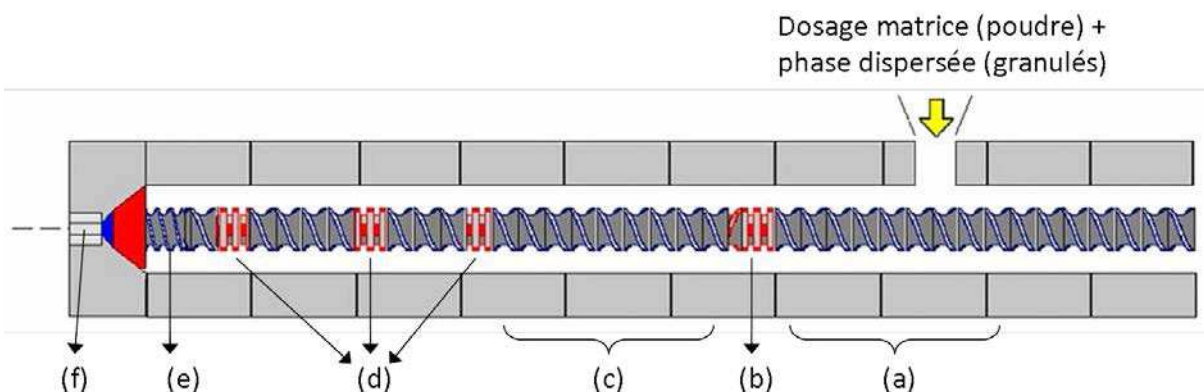 Dosage matrice (poudre) +
phase dispersée (granulés)
(f) (e) (d) (c) (b) (a)